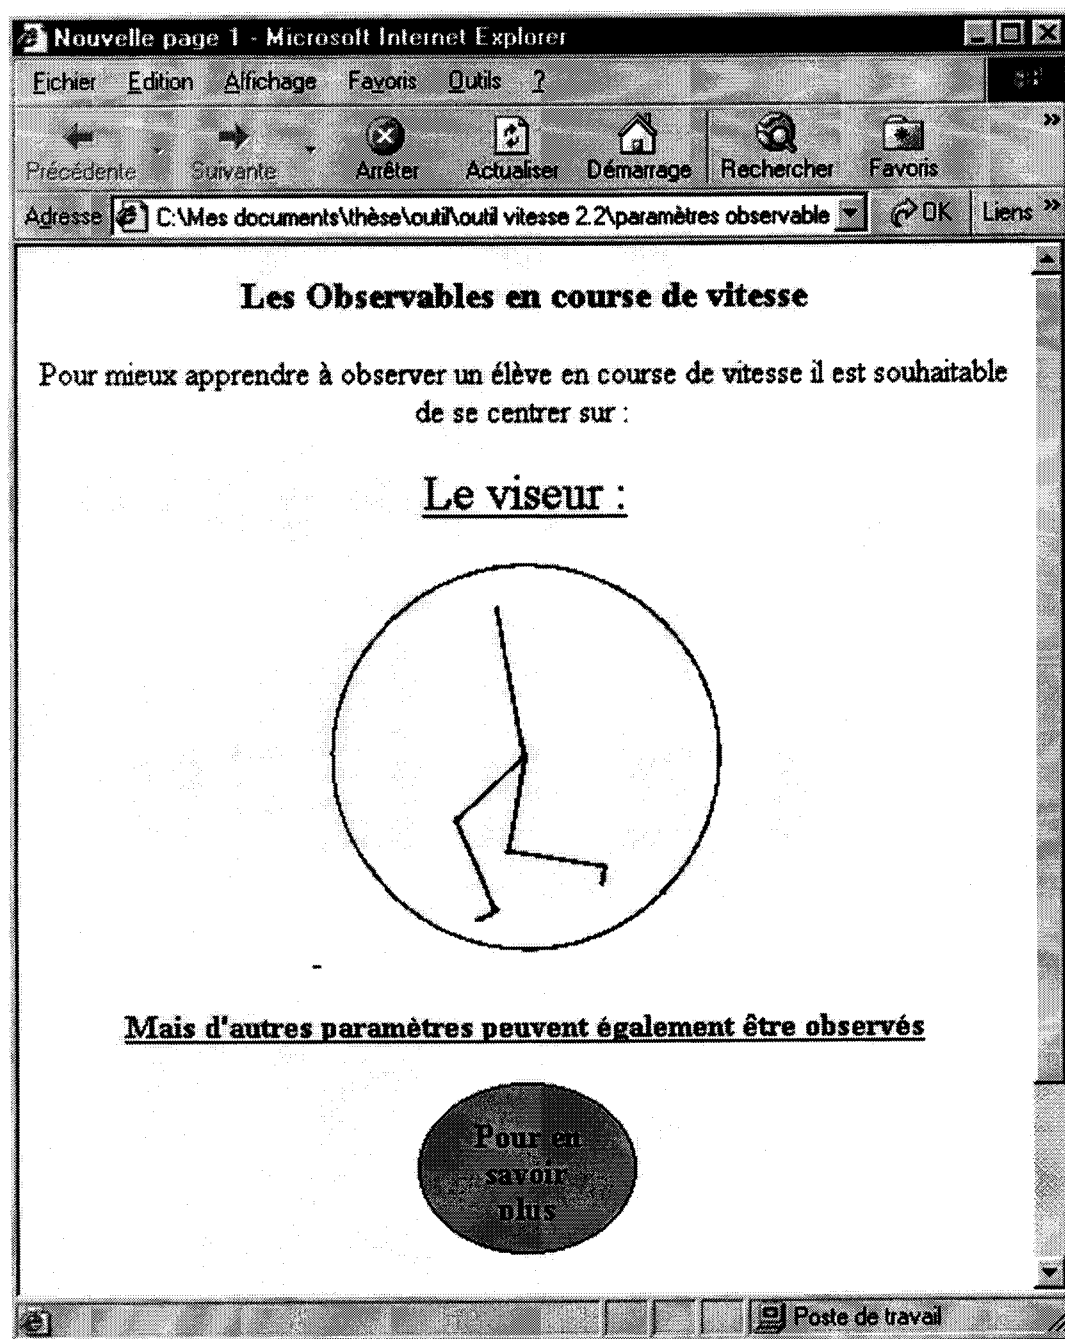 Nouvelle page 1 - Microsoft Internet Explorer
Fichier Edition Affichage Favoris Outils ?
Précédente Suivante Arrêter Actualiser Démarrage Rechercher Favoris »
Adresse C:\Mes documents\thèse\outil\outil vitesse 2.2\paramètres observable OK Liens »
Les Observables en course de vitesse
Pour mieux apprendre à observer un élève en course de vitesse il est souhaitable
de se centrer sur :
Le viseur :
Mais d'autres paramètres peuvent également être observés
Pour en
savoir
plus
Poste de travail